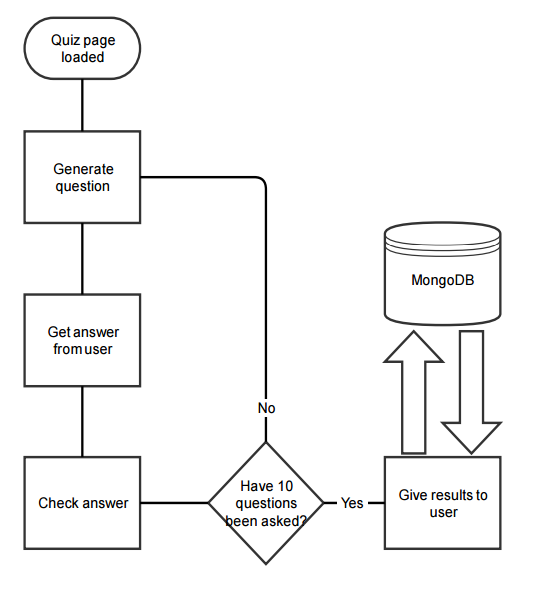 Quiz page
loaded
Generate
question
Get answer
from user
Check answer
Have 10
questions
been asked?
No
Yes
Give results to
user
MongoDB